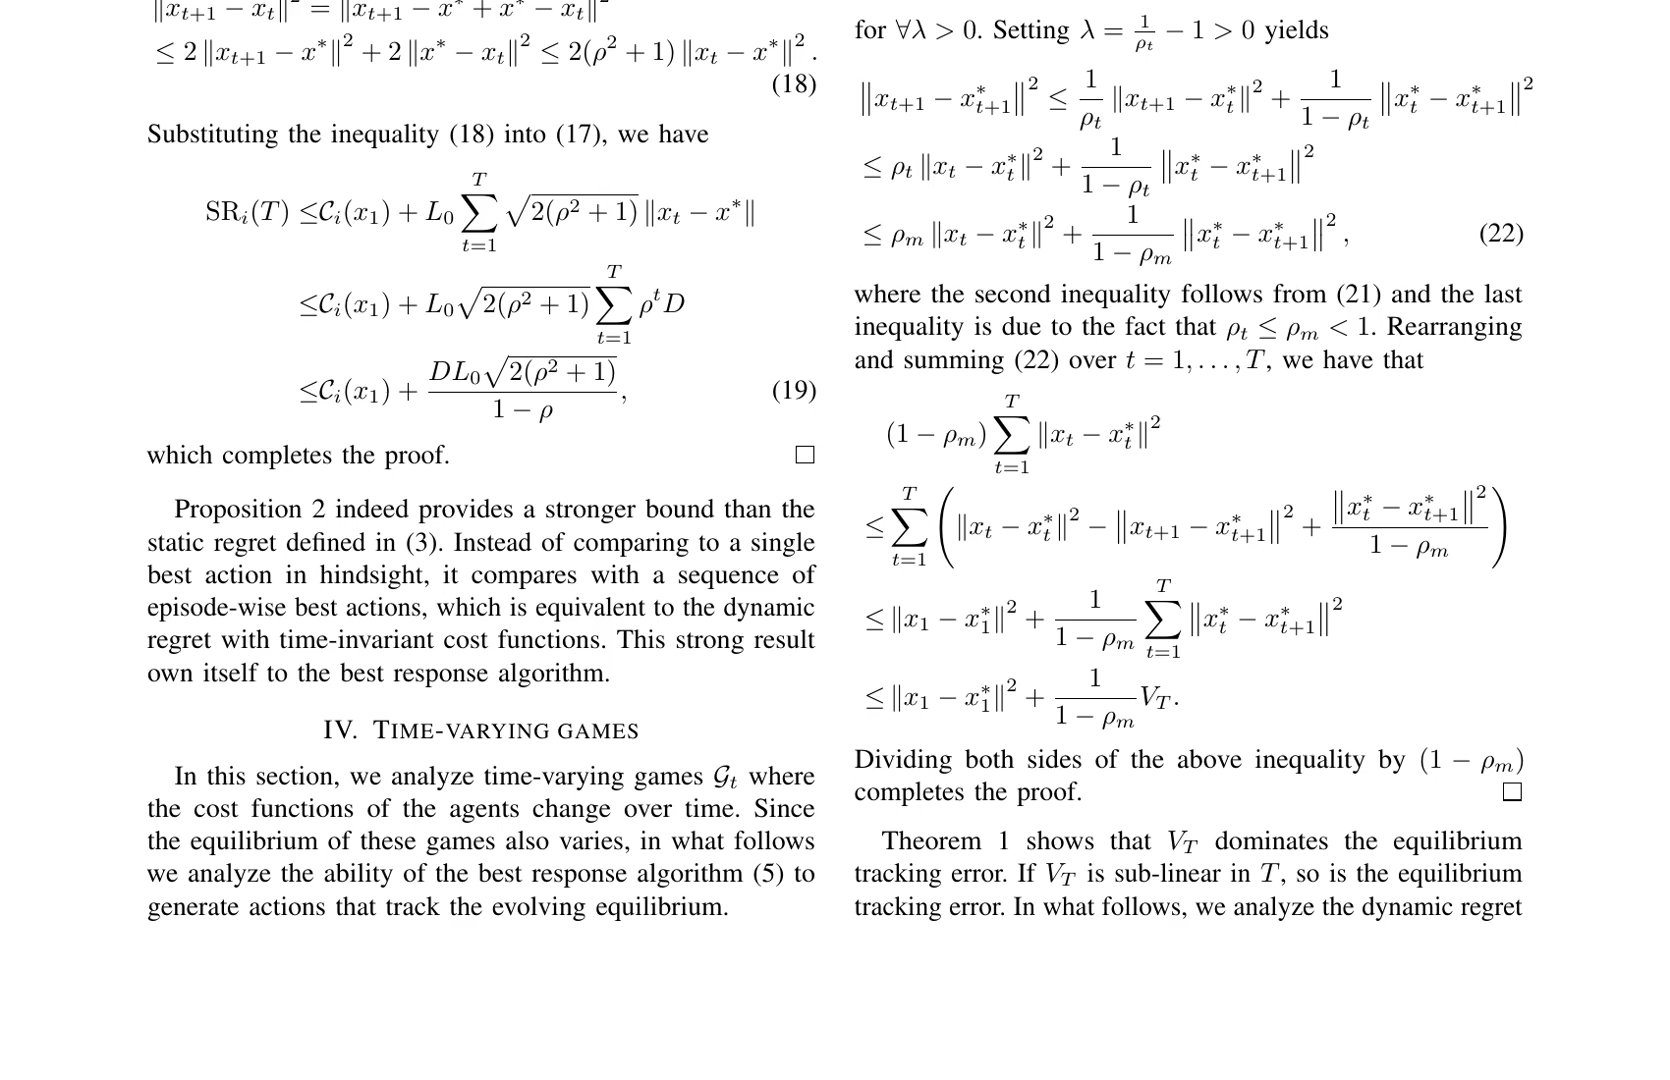 ‖x_{t+1} − x_t‖² = ‖x_{t+1} − x* + x* − x_t‖²
≤ 2 ‖x_{t+1} − x*‖² + 2 ‖x* − x_t‖² ≤ 2(ρ² + 1) ‖x_t − x*‖² .
(18)
Substituting the inequality (18) into (17), we have
SR_i(T) ≤ C_i(x_1) + L_0 ∑_{t=1}^{T} √(2(ρ² + 1)) ‖x_t − x*‖
≤ C_i(x_1) + L_0 √(2(ρ² + 1)) ∑_{t=1}^{T} ρ^t D
≤ C_i(x_1) + DL_0√(2(ρ² + 1)) / (1 − ρ), (19)
which completes the proof. □
Proposition 2 indeed provides a stronger bound than the
static regret defined in (3). Instead of comparing to a single
best action in hindsight, it compares with a sequence of
episode-wise best actions, which is equivalent to the dynamic
regret with time-invariant cost functions. This strong result
own itself to the best response algorithm.
IV. TIME-VARYING GAMES
In this section, we analyze time-varying games G_t where
the cost functions of the agents change over time. Since
the equilibrium of these games also varies, in what follows
we analyze the ability of the best response algorithm (5) to
generate actions that track the evolving equilibrium.
for ∀λ > 0. Setting λ = 1/ρ_t − 1 > 0 yields
‖x_{t+1} − x*_{t+1}‖² ≤ 1/ρ_t ‖x_{t+1} − x*_t‖² + 1/(1 − ρ_t) ‖x*_t − x*_{t+1}‖²
≤ ρ_t ‖x_t − x*_t‖² + 1/(1 − ρ_t) ‖x*_t − x*_{t+1}‖²
≤ ρ_m ‖x_t − x*_t‖² + 1/(1 − ρ_m) ‖x*_t − x*_{t+1}‖² , (22)
where the second inequality follows from (21) and the last
inequality is due to the fact that ρ_t ≤ ρ_m < 1. Rearranging
and summing (22) over t = 1, . . . , T, we have that
(1 − ρ_m) ∑_{t=1}^{T} ‖x_t − x*_t‖²
≤ ∑_{t=1}^{T} ( ‖x_t − x*_t‖² − ‖x_{t+1} − x*_{t+1}‖² + ‖x*_t − x*_{t+1}‖² / (1 − ρ_m) )
≤ ‖x_1 − x*_1‖² + 1/(1 − ρ_m) ∑_{t=1}^{T} ‖x*_t − x*_{t+1}‖²
≤ ‖x_1 − x*_1‖² + 1/(1 − ρ_m) V_T.
Dividing both sides of the above inequality by (1 − ρ_m)
completes the proof. □
Theorem 1 shows that V_T dominates the equilibrium
tracking error. If V_T is sub-linear in T, so is the equilibrium
tracking error. In what follows, we analyze the dynamic regret